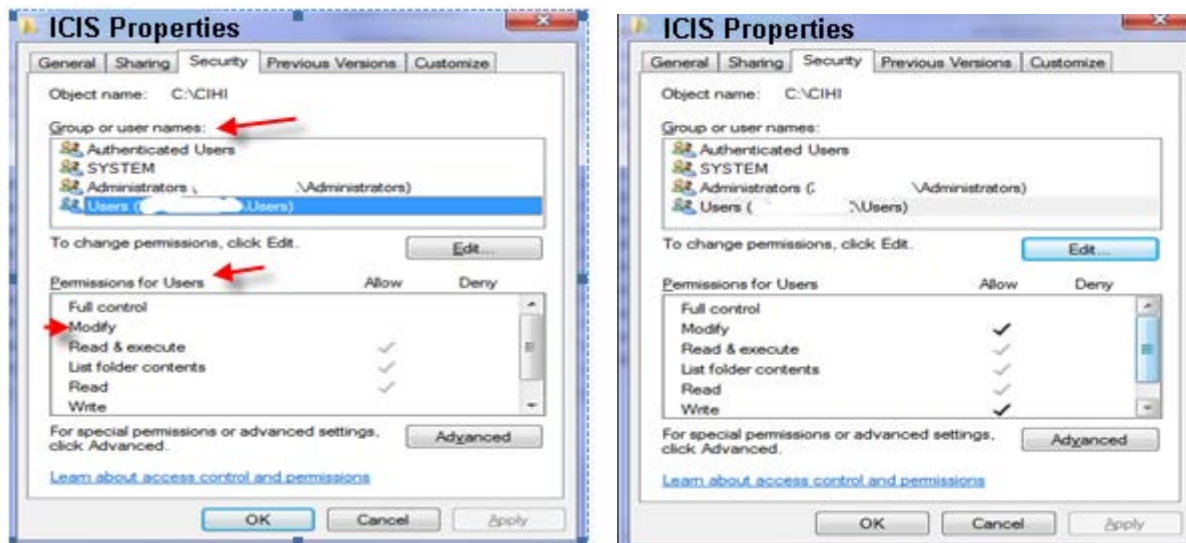 ICIS Properties
General Sharing Security Previous Versions Customize
Object name: C:\CIHI
Group or user names:
Authenticated Users
SYSTEM
Administrators ( .\Administrators)
Users ( .\Users)
To change permissions, click Edit.
Edit...
Permissions for Users Allow Deny
Full control
Modify
Read & execute
List folder contents
Read
Write
For special permissions or advanced settings,
click Advanced.
Advanced
Learn about access control and permissions
OK Cancel Apply
ICIS Properties
General Sharing Security Previous Versions Customize
Object name: C:\CIHI
Group or user names:
Authenticated Users
SYSTEM
Administrators ( \Administrators)
Users ( \Users)
To change permissions, click Edit.
Edit...
Permissions for Users Allow Deny
Full control
Modify
Read & execute
List folder contents
Read
Write
For special permissions or advanced settings,
click Advanced.
Advanced
Learn about access control and permissions
OK Cancel Apply